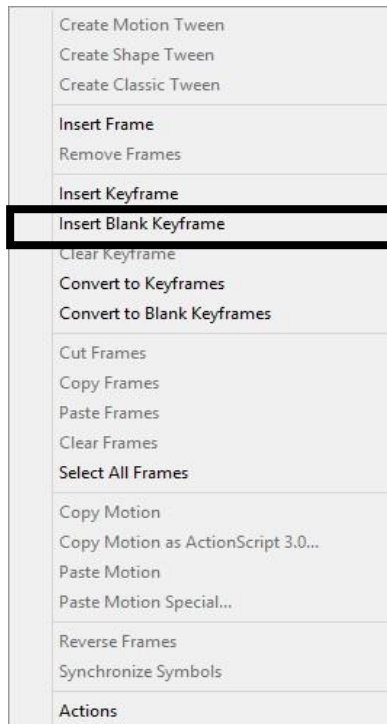 Create Motion Tween
Create Shape Tween
Create Classic Tween
Insert Frame
Remove Frames
Insert Keyframe
Insert Blank Keyframe
Clear Keyframe
Convert to Keyframes
Convert to Blank Keyframes
Cut Frames
Copy Frames
Paste Frames
Clear Frames
Select All Frames
Copy Motion
Copy Motion as ActionScript 3.0...
Paste Motion
Paste Motion Special...
Reverse Frames
Synchronize Symbols
Actions